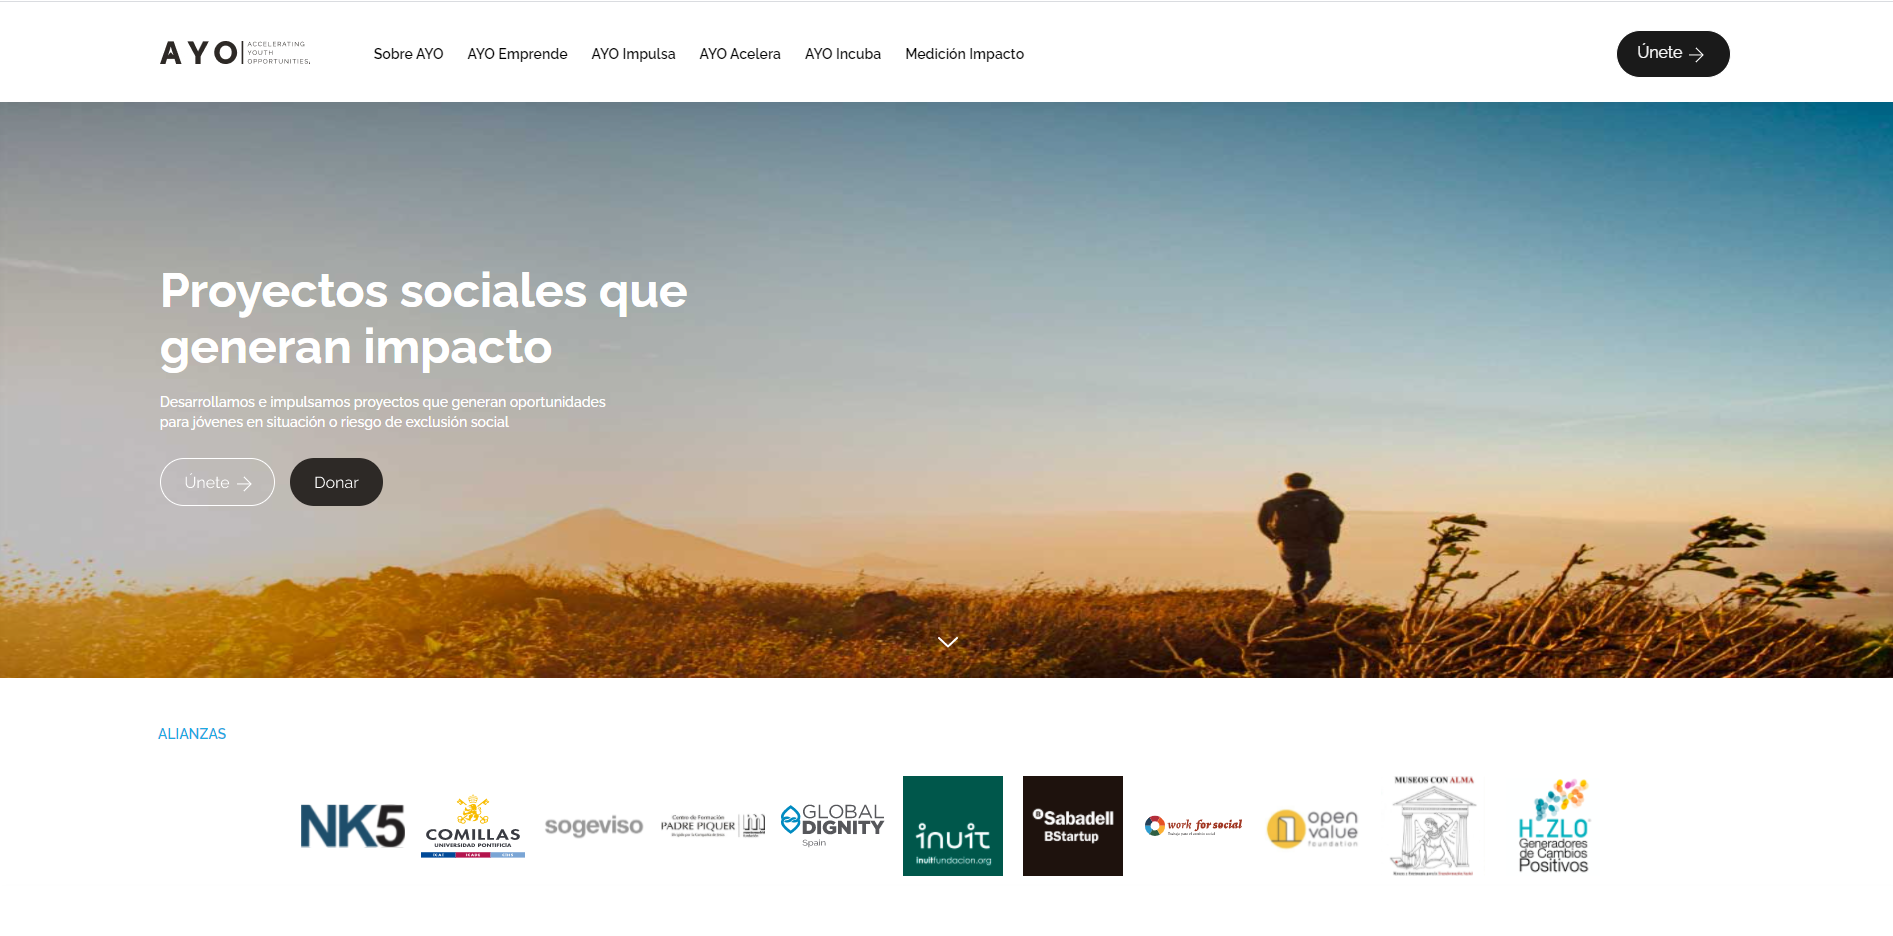 AYO
ACCELERATING
YOUTH
OPPORTUNITIES.
Sobre AYO
AYO Emprende
AYO Impulsa
AYO Acelera
AYO Incuba
Medición Impacto
Únete
Proyectos sociales que
generan impacto
Desarrollamos e impulsamos proyectos que generan oportunidades
para jóvenes en situación o riesgo de exclusión social
Únete
Donar
ALIANZAS
NK5
COMILLAS
UNIVERSIDAD PONTIFICIA
ICAI ICADE CIHS
sogeviso
Centro de Formación
PADRE PIQUER
GLOBAL
DIGNITY
Spain
inuit
inuitfundacion.org
Sabadell
BStartup
work for social
open
value
foundation
MUSEOS CON ALMA
H_ZLO
Generadores
de Cambios
Positivos